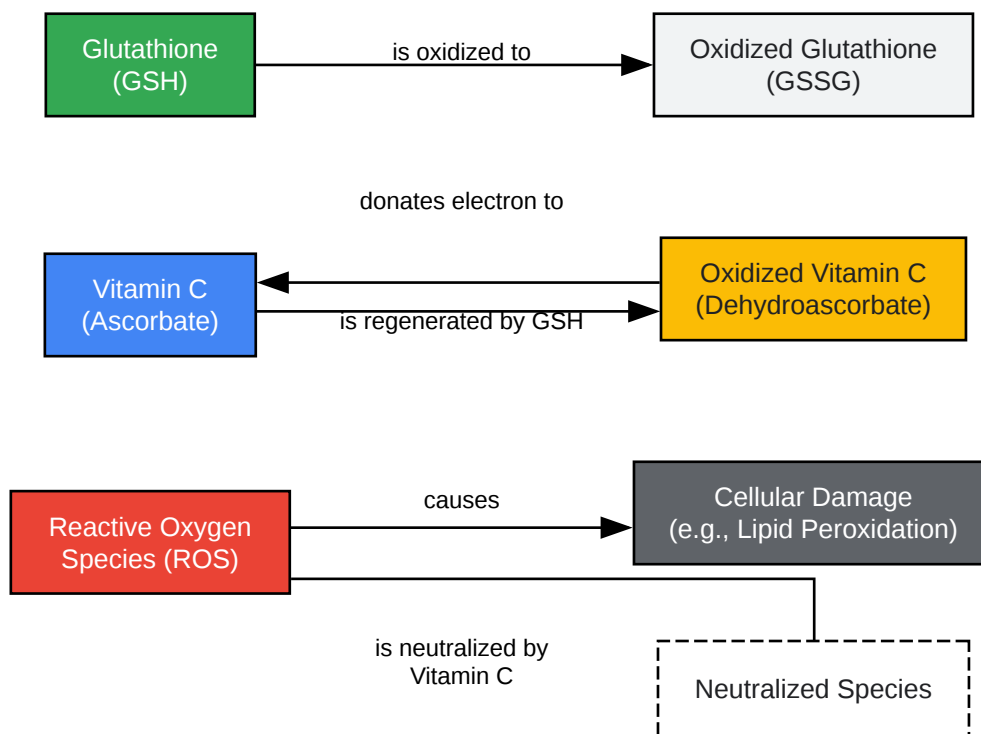 Glutathione
(GSH)
is oxidized to
Oxidized Glutathione
(GSSG)
donates electron to
Vitamin C
(Ascorbate)
is regenerated by GSH
Oxidized Vitamin C
(Dehydroascorbate)
Reactive Oxygen
Species (ROS)
causes
Cellular Damage
(e.g., Lipid Peroxidation)
is neutralized by
Vitamin C
Neutralized Species